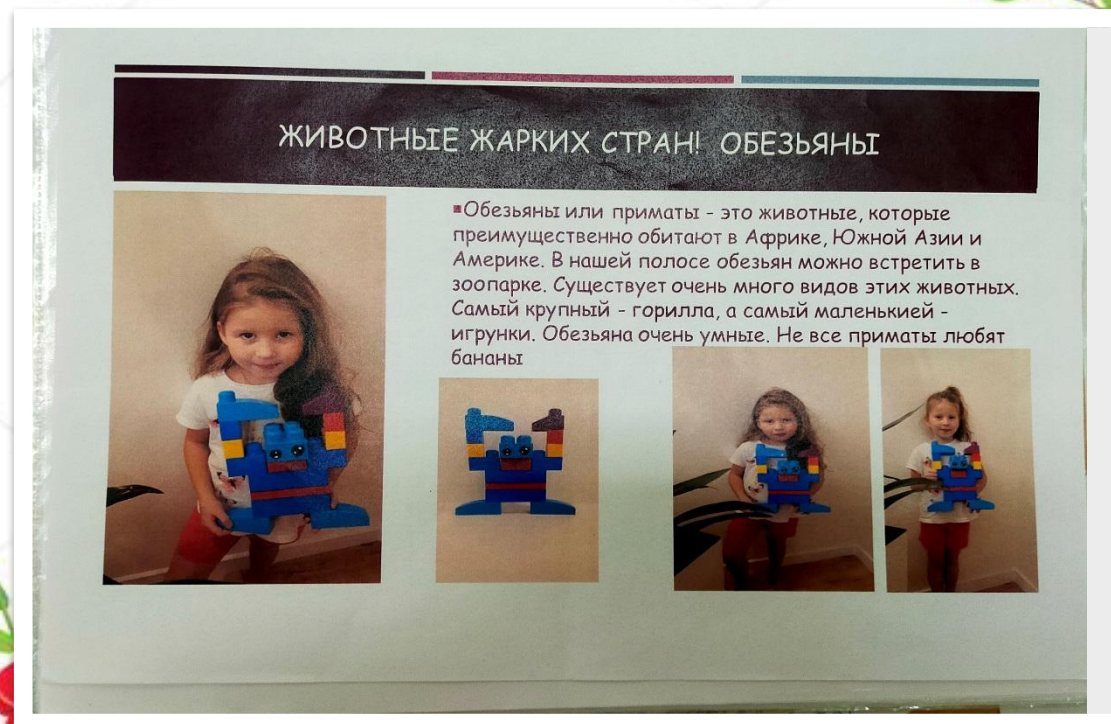 ЖИВОТНЫЕ ЖАРКИХ СТРАН! ОБЕЗЬЯНЫ
Обезьяны или приматы - это животные, которые
преимущественно обитают в Африке, Южной Азии и
Америке. В нашей полосе обезьян можно встретить в
зоопарке. Существует очень много видов этих животных.
Самый крупный - горилла, а самый маленькией -
игрунки. Обезьяна очень умные. Не все приматы любят
бананы